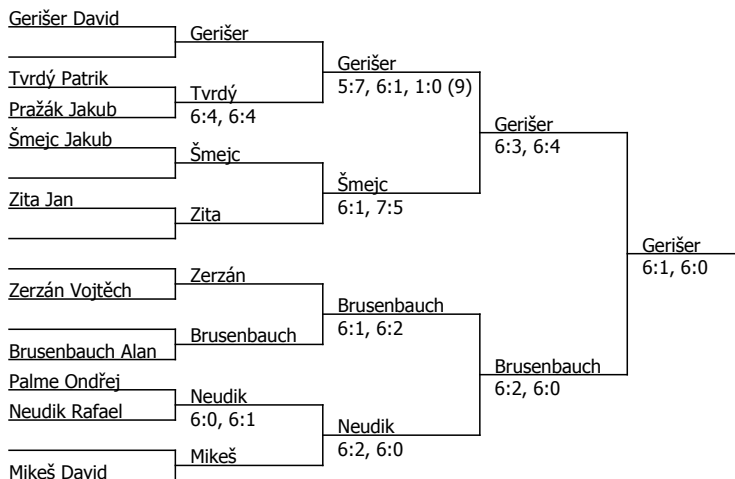 Gerišer David
Gerišer
Gerišer
5:7, 6:1, 1:0 (9)
Tvrdý Patrik
Tvrdý
6:4, 6:4
Pražák Jakub
Gerišer
6:3, 6:4
Šmejc Jakub
Šmejc
Šmejc
6:1, 7:5
Zita Jan
Zita
Gerišer
6:1, 6:0
Zerzán
Zerzán Vojtěch
Brusenbauch
6:1, 6:2
Brusenbauch
Brusenbauch Alan
Brusenbauch
6:2, 6:0
Palme Ondřej
Neudik
6:0, 6:1
Neudik Rafael
Neudik
6:2, 6:0
Mikeš
Mikeš David